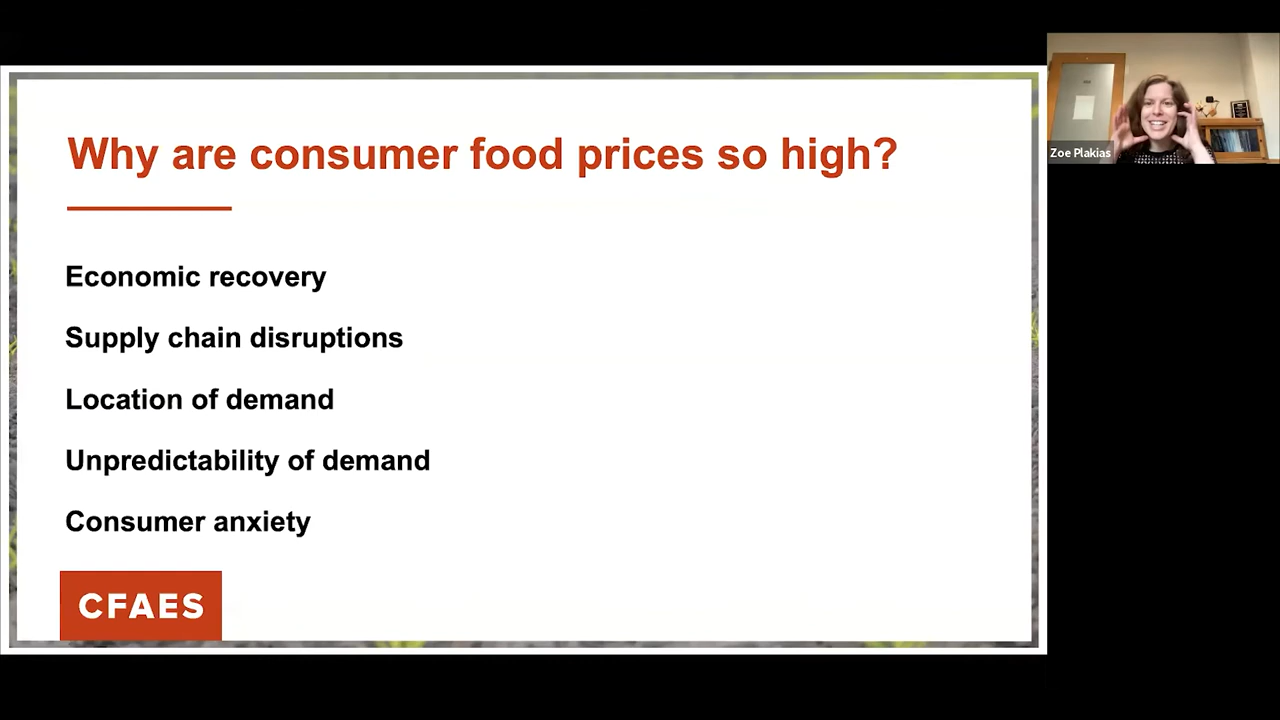 Why are consumer food prices so high?
Economic recovery
Supply chain disruptions
Location of demand
Unpredictability of demand
Consumer anxiety
CFAES
Zoe Plakias